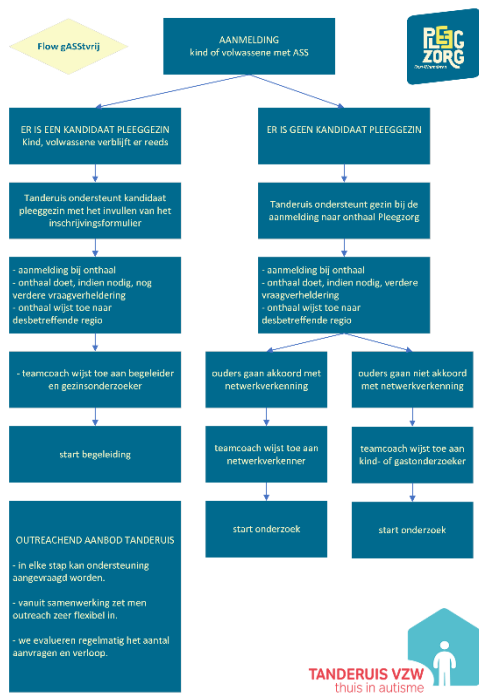 Flow gASStvrij
AANMELDING
kind of volwassene met ASS
PLEEG
ZORG
ER IS EEN KANDIDAAT PLEEGGEZIN
Kind, volwassene verblijft er reeds
ER IS GEEN KANDIDAAT PLEEGGEZIN
Tanderuis ondersteunt kandidaat
pleeggezin met het invullen van het
inschrijvingsformulier
Tanderuis ondersteunt gezin bij de
aanmelding naar onthaal Pleegzorg
- aanmelding bij onthaal
- onthaal doet, indien nodig, nog
verdere vraagverheldering
- onthaal wijst toe naar
desbetreffende regio
- aanmelding bij onthaal
- onthaal doet, indien nodig, verdere
vraagverheldering
- onthaal wijst toe naar
desbetreffende regio
- teamcoach wijst toe aan begeleider
en gezinsonderzoeker
ouders gaan akkoord met
netwerkverkenning
ouders gaan niet akkoord
met netwerkverkenning
start begeleiding
teamcoach wijst toe aan
netwerkverkenner
teamcoach wijst toe aan
kind- of gastonderzoeker
start onderzoek
start onderzoek
OUTREACHEND AANBOD TANDERUIS
- in elke stap kan ondersteuning
aangevraagd worden.
- vanuit samenwerking zet men
outreach zeer flexibel in.
- we evalueren regelmatig het aantal
aanvragen en verloop.
TANDERUIS VZW
thuis in autisme